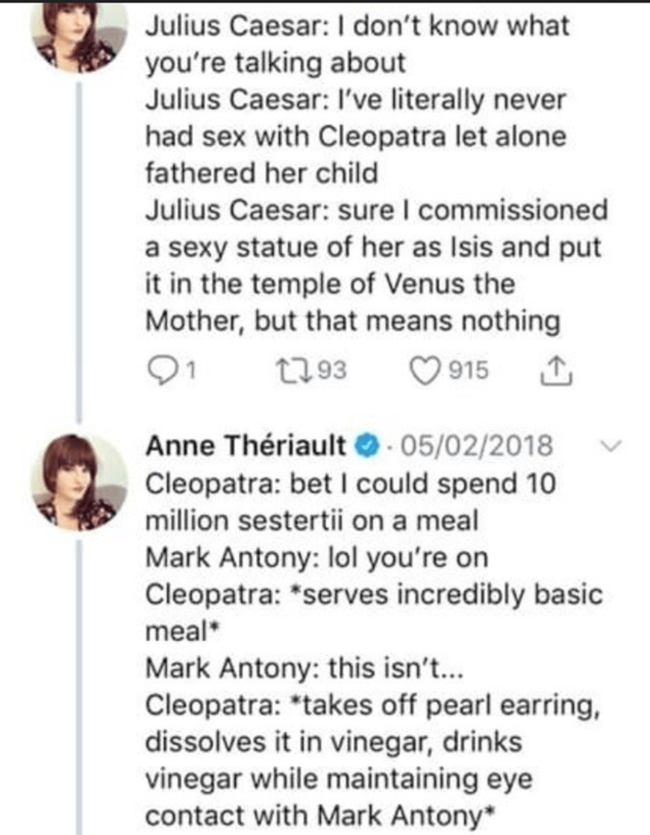 Julius Caesar: I don't know what
you're talking about
Julius Caesar: I've literally never
had sex with Cleopatra let alone
fathered her child
Julius Caesar: sure I commissioned
a sexy statue of her as Isis and put
it in the temple of Venus the
Mother, but that means nothing
1 93 915
Anne Thériault · 05/02/2018
Cleopatra: bet I could spend 10
million sestertii on a meal
Mark Antony: lol you're on
Cleopatra: *serves incredibly basic
meal*
Mark Antony: this isn't...
Cleopatra: *takes off pearl earring,
dissolves it in vinegar, drinks
vinegar while maintaining eye
contact with Mark Antony*